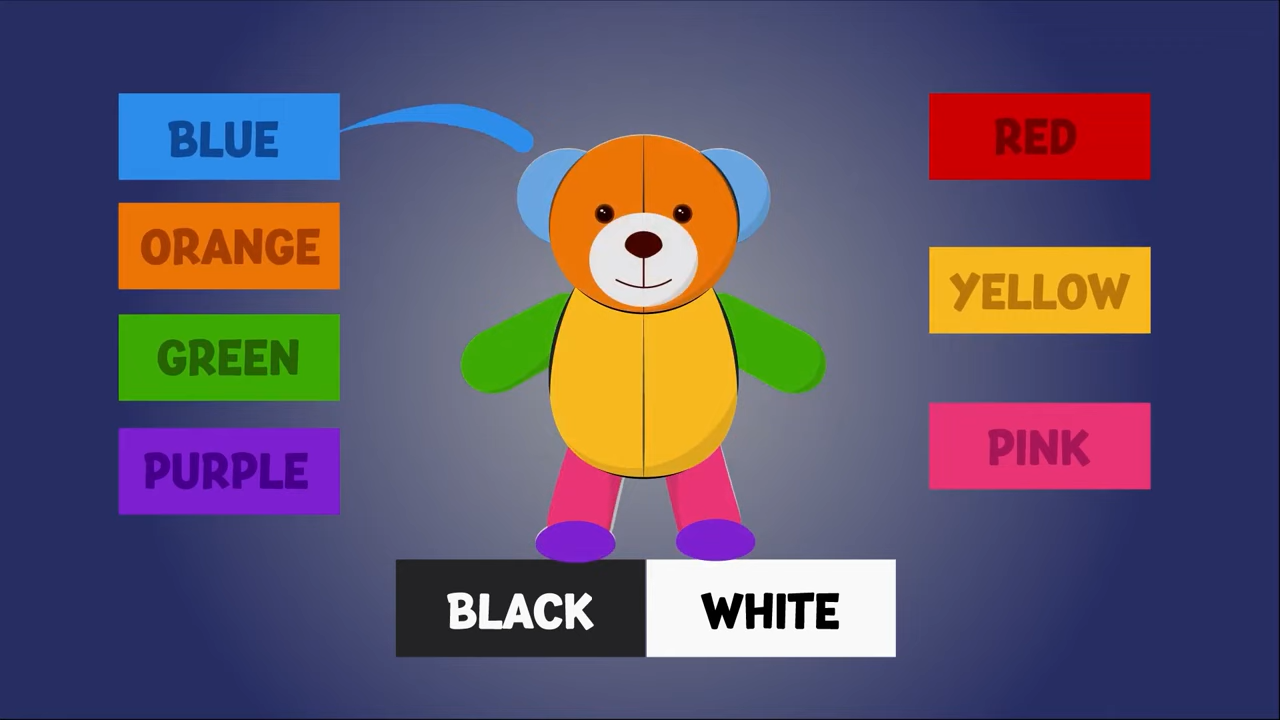 BLUE
ORANGE
GREEN
PURPLE
RED
YELLOW
PINK
BLACK
WHITE